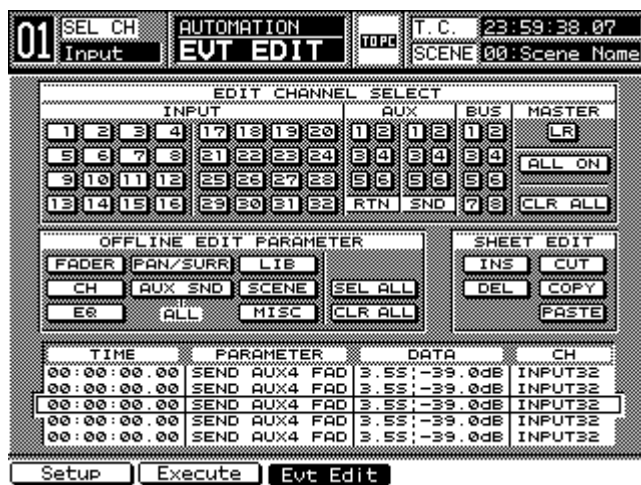 01 SEL CH AUTOMATION TO PC T.C. 23:59:38.07
Input EVT EDIT SCENE 00:Scene Name
EDIT CHANNEL SELECT
INPUT AUX BUS MASTER
1 2 3 4 17 18 19 20 1 2 1 2 1 2 LR
5 6 7 8 21 22 23 24 3 4 3 4 3 4 ALL ON
9 10 11 12 25 26 27 28 5 6 5 6 5 6
13 14 15 16 29 30 31 32 RTN SND 7 8 CLR ALL
OFFLINE EDIT PARAMETER SHEET EDIT
FADER PAN/SURR LIB INS CUT
CH AUX SND SCENE SEL ALL DEL COPY
EQ ALL MISC CLR ALL PASTE
TIME PARAMETER DATA CH
00:00:00.00 SEND AUX4 FAD 3.5S -39.0dB INPUT32
00:00:00.00 SEND AUX4 FAD 3.5S -39.0dB INPUT32
00:00:00.00 SEND AUX4 FAD 3.5S -39.0dB INPUT32
00:00:00.00 SEND AUX4 FAD 3.5S -39.0dB INPUT32
00:00:00.00 SEND AUX4 FAD 3.5S -39.0dB INPUT32
Setup Execute Evt Edit